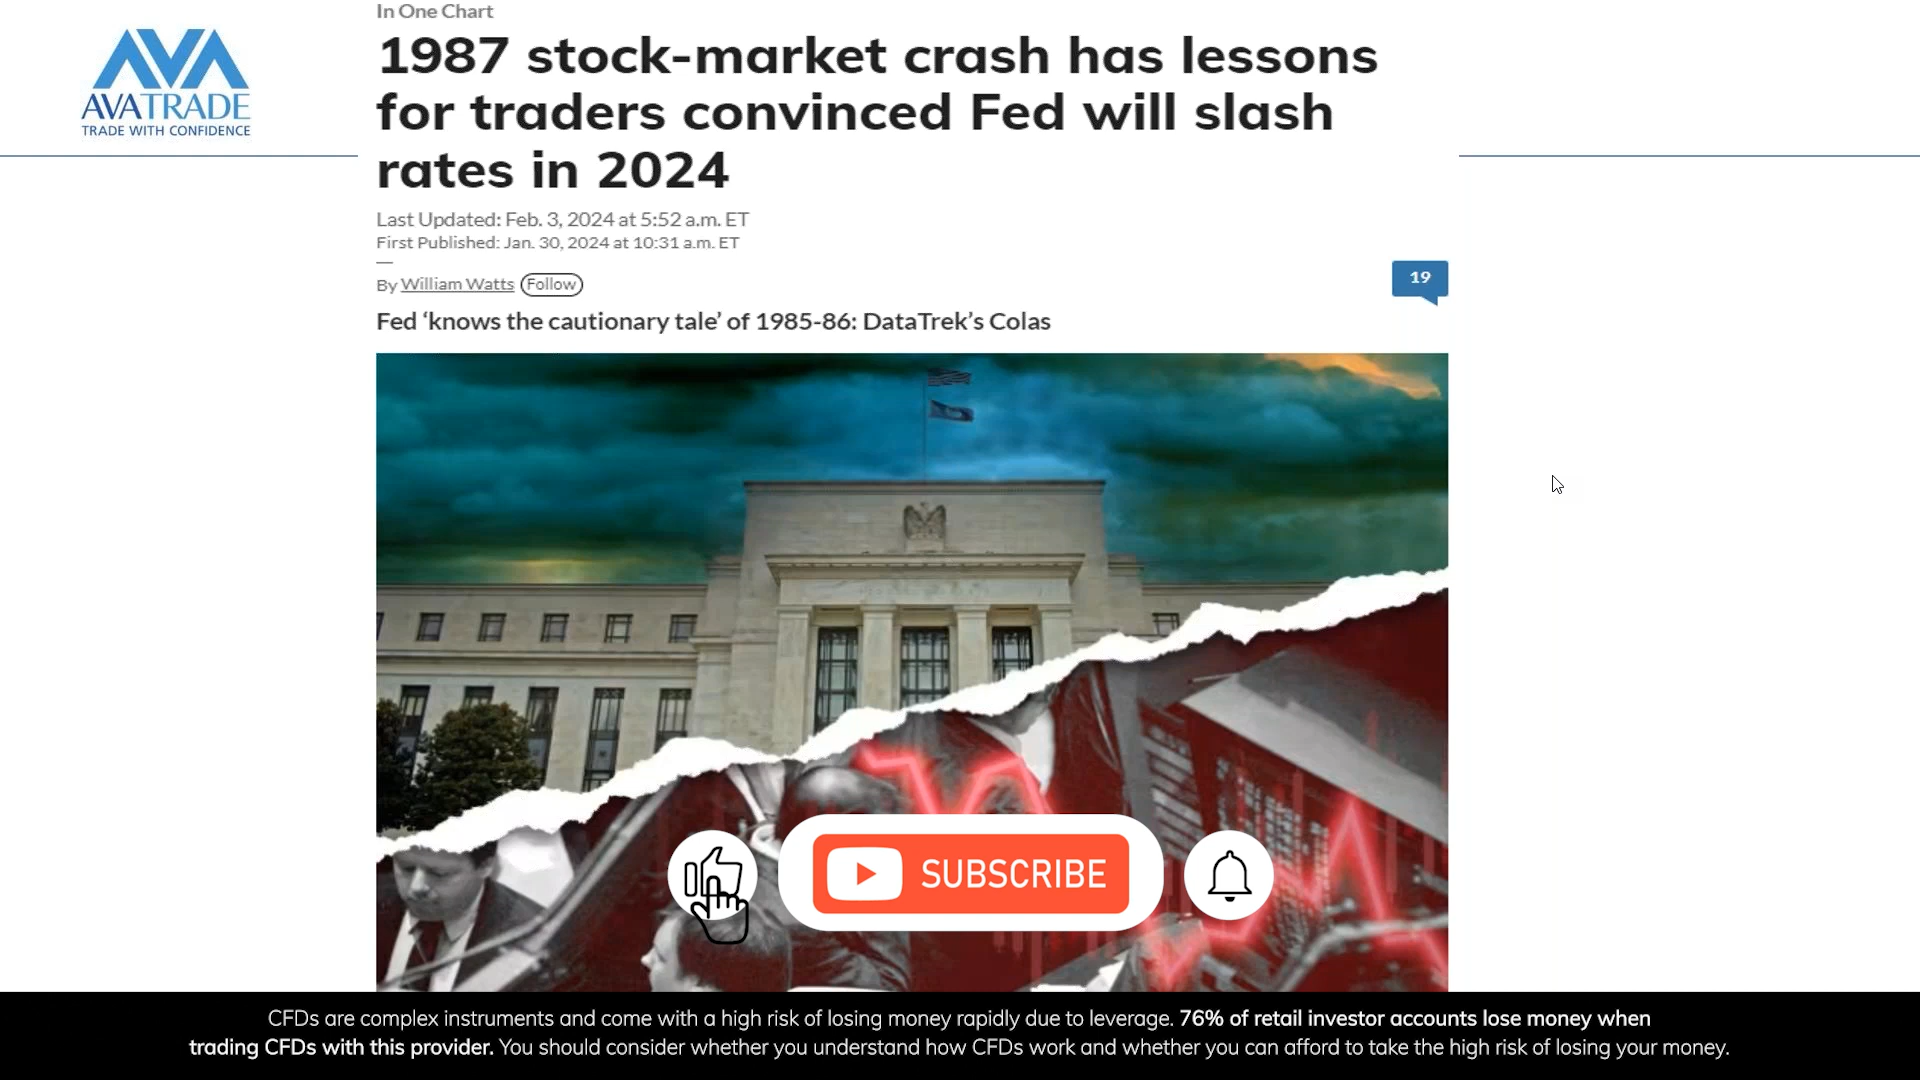 AVATRADE
TRADE WITH CONFIDENCE
In One Chart
1987 stock-market crash has lessons
for traders convinced Fed will slash
rates in 2024
Last Updated: Feb. 3, 2024 at 5:52 a.m. ET
First Published: Jan. 30, 2024 at 10:31 a.m. ET
By William Watts Follow
19
Fed ‘knows the cautionary tale’ of 1985-86: DataTrek’s Colas
SUBSCRIBE
CFDs are complex instruments and come with a high risk of losing money rapidly due to leverage. 76% of retail investor accounts lose money when
trading CFDs with this provider. You should consider whether you understand how CFDs work and whether you can afford to take the high risk of losing your money.